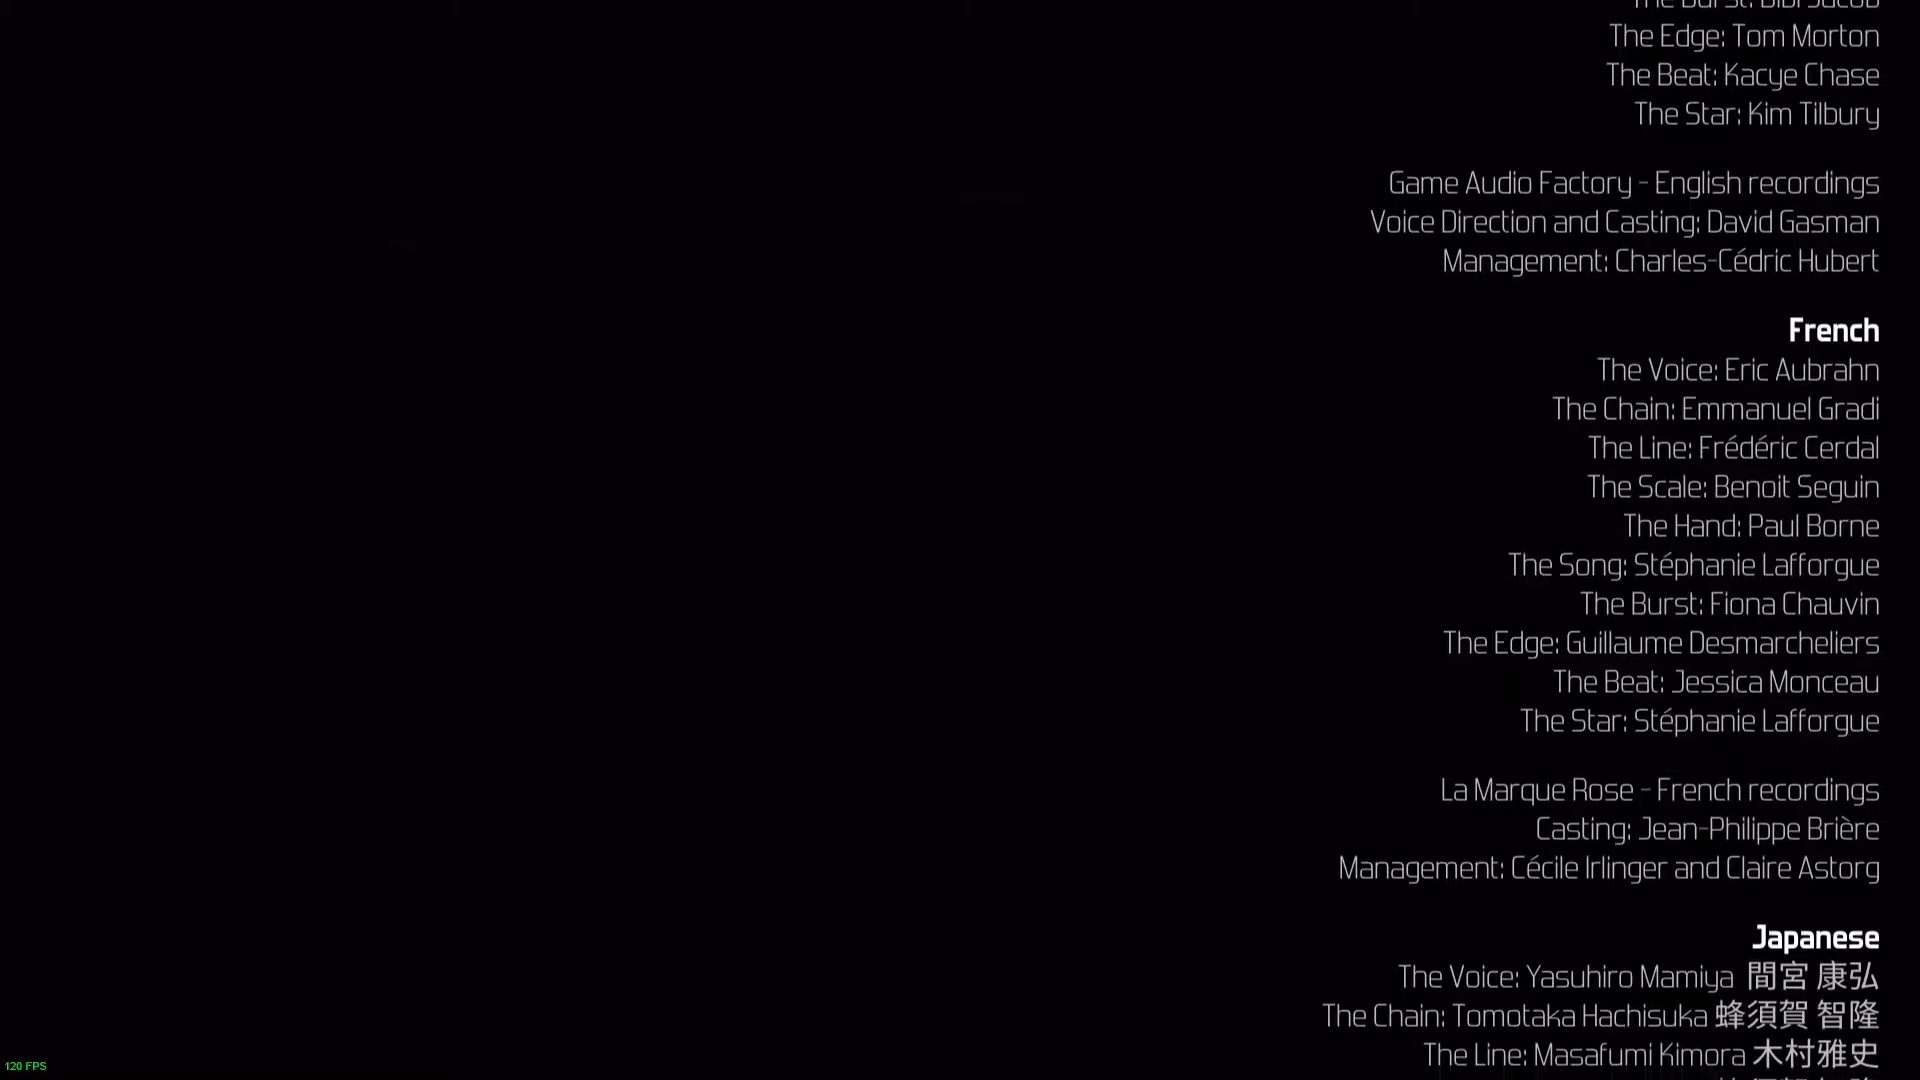 The Burst: Bibi Jacob
The Edge: Tom Morton
The Beat: Kacye Chase
The Star: Kim Tilbury
Game Audio Factory - English recordings
Voice Direction and Casting: David Gasman
Management: Charles-Cédric Hubert
French
The Voice: Eric Aubrahn
The Chain: Emmanuel Gradi
The Line: Frédéric Cerdal
The Scale: Benoit Seguin
The Hand: Paul Borne
The Song: Stéphanie Lafforgue
The Burst: Fiona Chauvin
The Edge: Guillaume Desmarcheliers
The Beat: Jessica Monceau
The Star: Stéphanie Lafforgue
La Marque Rose - French recordings
Casting: Jean-Philippe Brière
Management: Cécile Irlinger and Claire Astorg
Japanese
The Voice: Yasuhiro Mamiya 間宮 康弘
The Chain: Tomotaka Hachisuka 蜂須賀 智隆
The Line: Masafumi Kimora 木村雅史
120 FPS